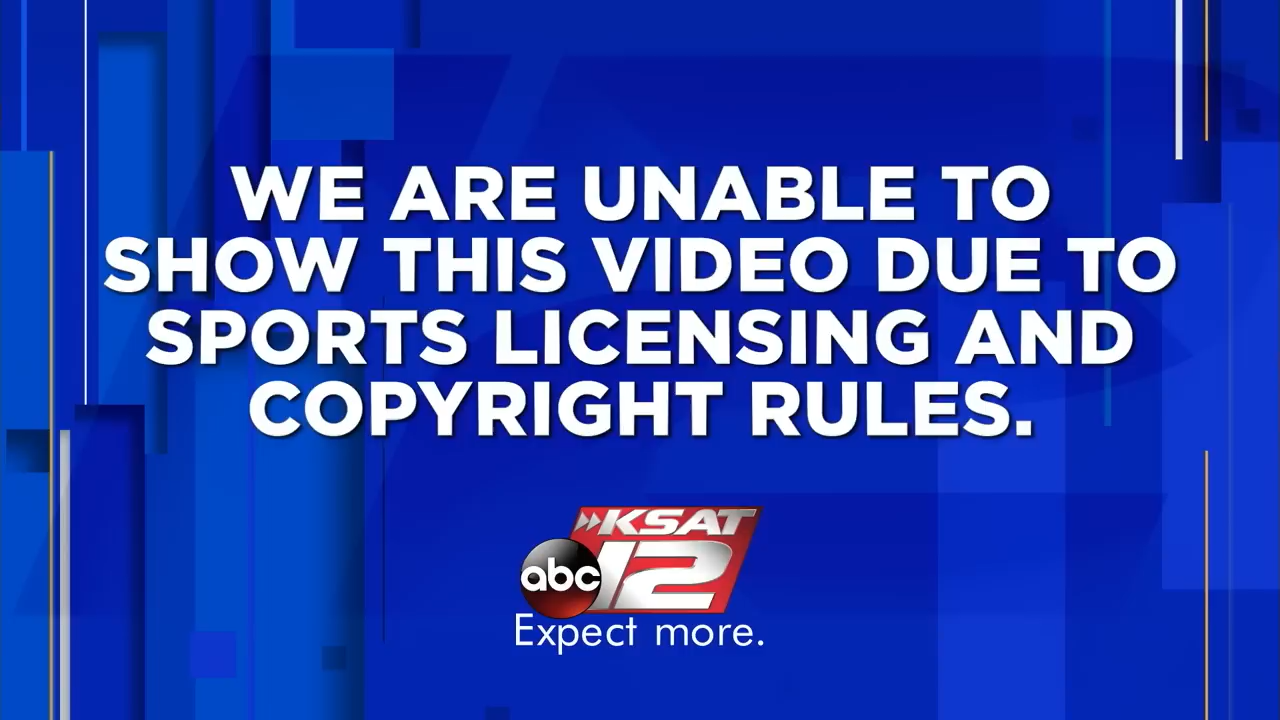 WE ARE UNABLE TO
SHOW THIS VIDEO DUE TO
SPORTS LICENSING AND
COPYRIGHT RULES.
KSAT
abc 12
Expect more.